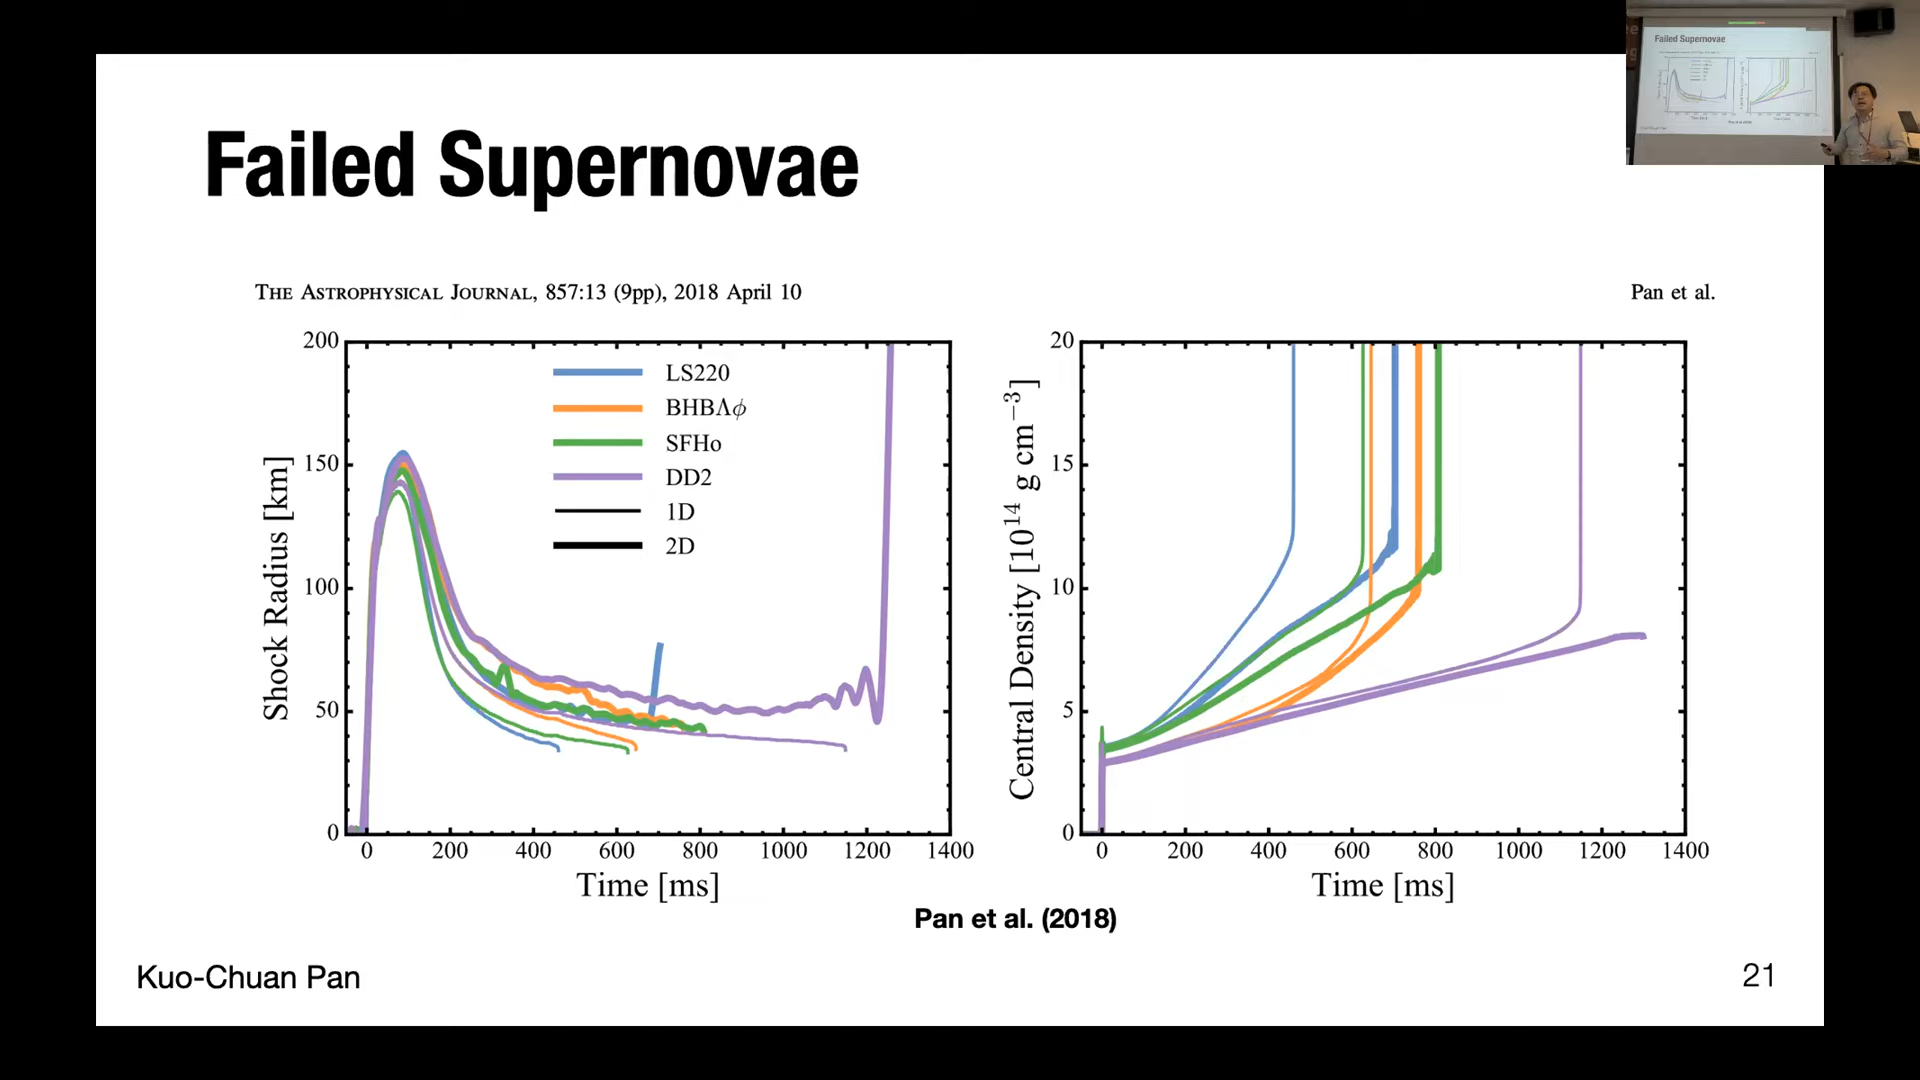 Failed Supernovae
THE ASTROPHYSICAL JOURNAL, 857:13 (9pp), 2018 April 10
Pan et al.
200
150
100
50
0
Shock Radius [km]
LS220
BHBΛϕ
SFHo
DD2
1D
2D
0 200 400 600 800 1000 1200 1400
Time [ms]
20
15
10
5
0
Central Density [10¹⁴ g cm⁻³]
0 200 400 600 800 1000 1200 1400
Time [ms]
Pan et al. (2018)
Kuo-Chuan Pan
21
Failed Supernovae